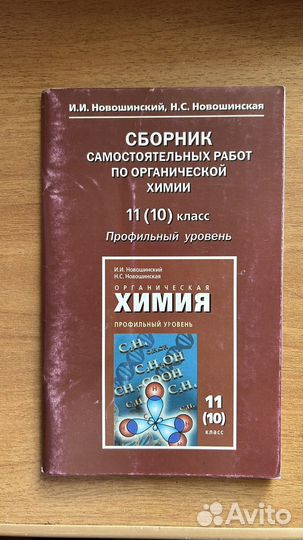 И.И. Новошинский, Н.С. Новошинская
СБОРНИК
САМОСТОЯТЕЛЬНЫХ РАБОТ
ПО ОРГАНИЧЕСКОЙ
ХИМИИ
11 (10) класс
Профильный уровень
И.И. Новошинский
Н.С. Новошинская
ОРГАНИЧЕСКАЯ
ХИМИЯ
ПРОФИЛЬНЫЙ УРОВЕНЬ
11
(10)
класс
Avito